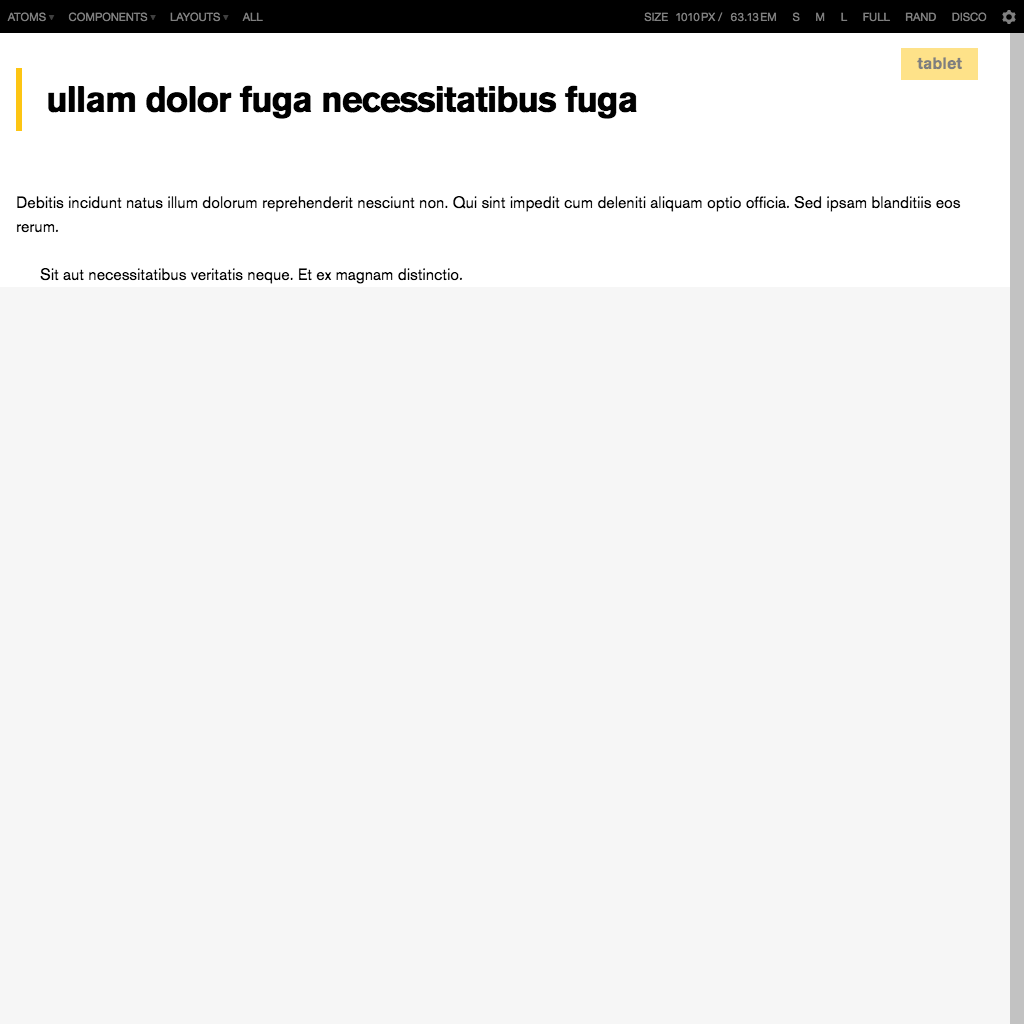 ATOMS ▾ COMPONENTS ▾ LAYOUTS ▾ ALL SIZE 1010PX / 63.13EM S M L FULL RAND DISCO
tablet
ullam dolor fuga necessitatibus fuga
Debitis incidunt natus illum dolorum reprehenderit nesciunt non. Qui sint impedit cum deleniti aliquam optio officia. Sed ipsam blanditiis eos
rerum.
Sit aut necessitatibus veritatis neque. Et ex magnam distinctio.